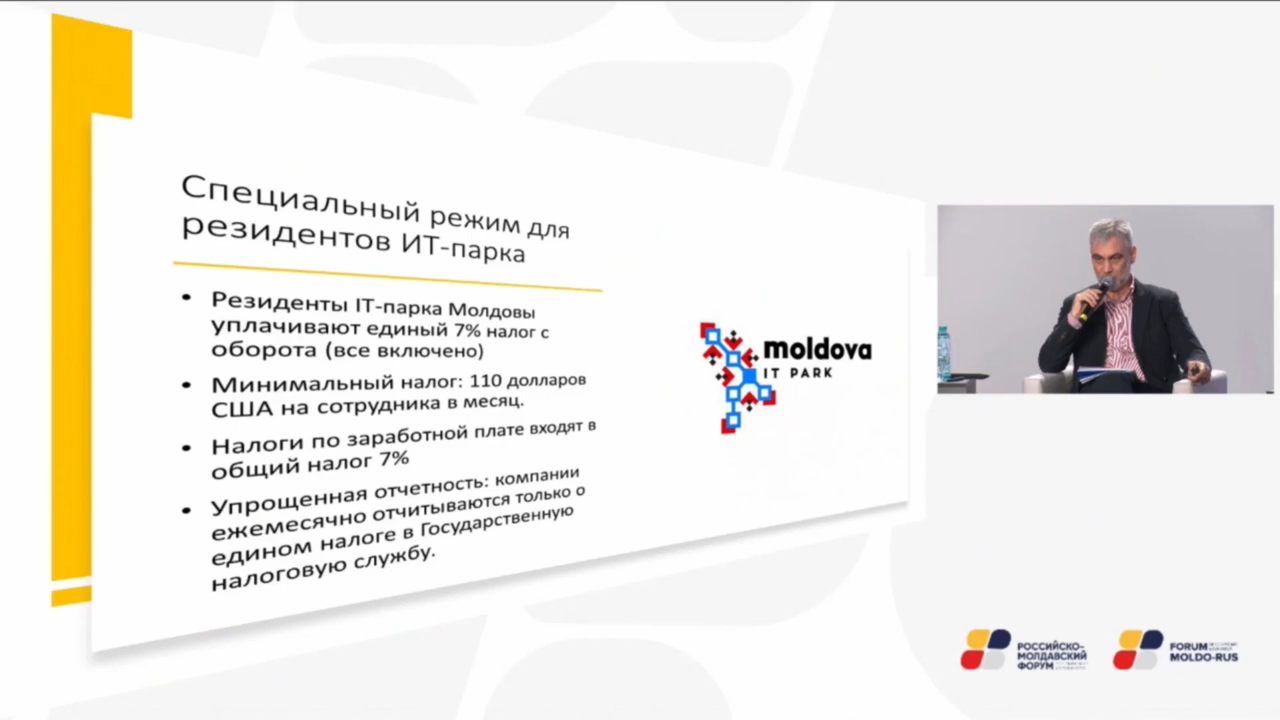 Специальный режим для
резидентов ИТ-парка
• Резиденты IT-парка Молдовы
уплачивают единый 7% налог с
оборота (все включено)
• Минимальный налог: 110 долларов
США на сотрудника в месяц.
• Налоги по заработной плате входят в
общий налог 7%
• Упрощенная отчетность: компании
ежемесячно отчитываются только о
едином налоге в Государственную
налоговую службу.
moldova
IT PARK
РОССИЙСКО-
МОЛДАВСКИЙ
ФОРУМ
FORUM
MOLDO-RUS